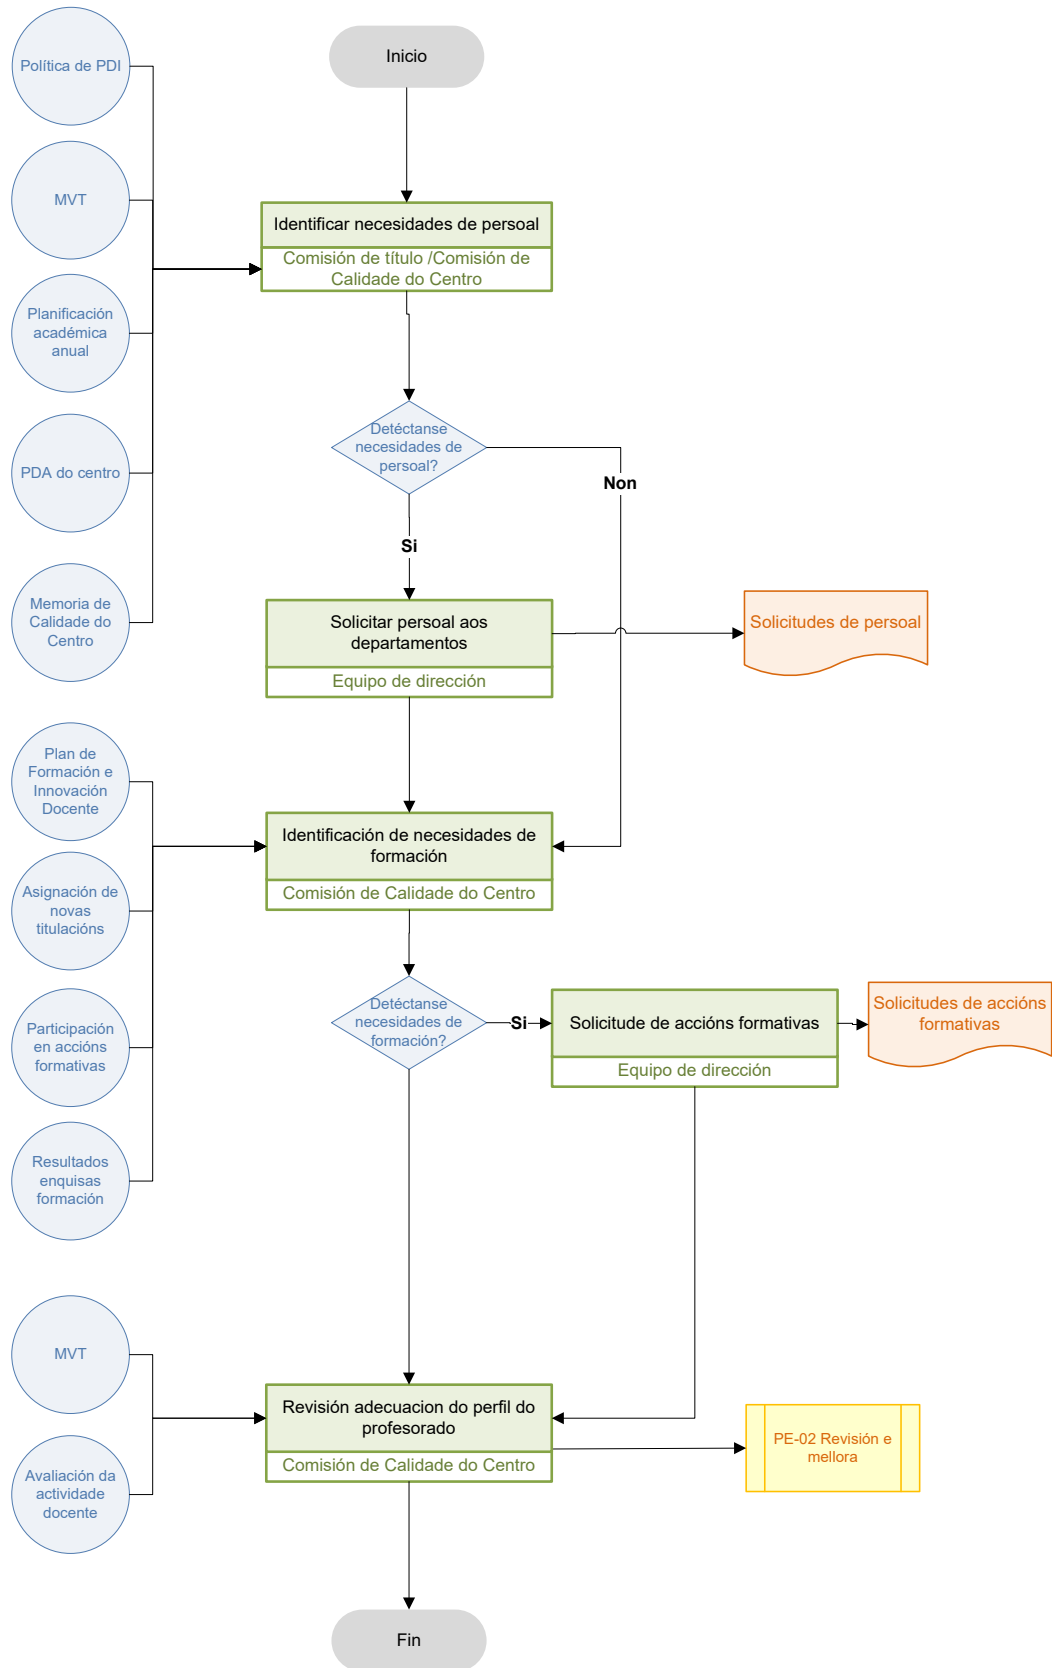 Inicio
Política de PDI
MVT
Identificar necesidades de persoal
Comisión de título /Comisión de
Calidade do Centro
Planificación
académica
anual
Detéctanse
necesidades de
persoal?
PDA do centro
Non
Si
Memoria de
Calidade do
Centro
Solicitar persoal aos
departamentos
Equipo de dirección
Solicitudes de persoal
Plan de
Formación e
Innovación
Docente
Identificación de necesidades de
formación
Comisión de Calidade do Centro
Asignación de
novas
titulacións
Detéctanse
necesidades de
formación?
Si
Solicitude de accións formativas
Equipo de dirección
Solicitudes de accións
formativas
Participación
en accións
formativas
Resultados
enquisas
formación
MVT
Revisión adecuacion do perfil do
profesorado
Comisión de Calidade do Centro
PE-02 Revisión e
mellora
Avaliación da
actividade
docente
Fin